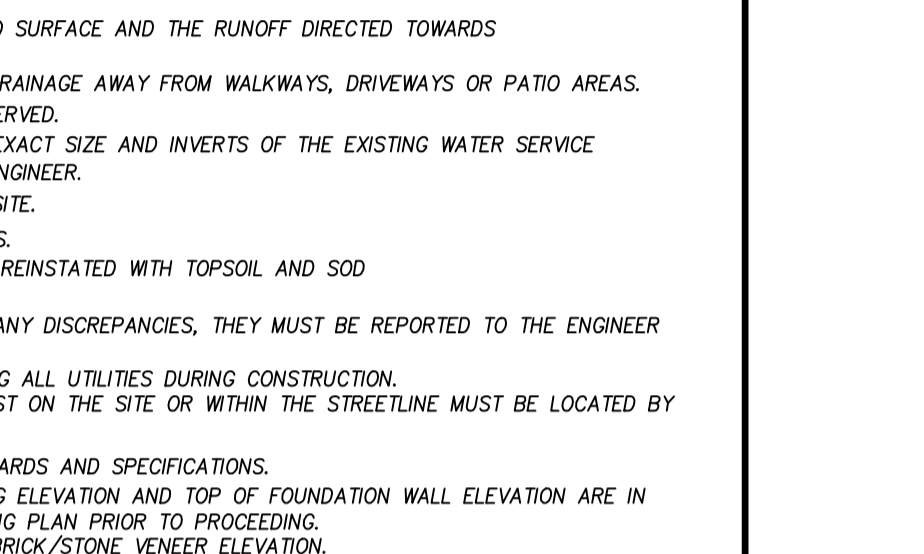 SURFACE AND THE RUNOFF DIRECTED TOWARDS
RAINAGE AWAY FROM WALKWAYS, DRIVEWAYS OR PATIO AREAS.
ERVED.
EXACT SIZE AND INVERTS OF THE EXISTING WATER SERVICE
NGINEER.
SITE.
S.
REINSTATED WITH TOPSOIL AND SOD
ANY DISCREPANCIES, THEY MUST BE REPORTED TO THE ENGINEER
G ALL UTILITIES DURING CONSTRUCTION.
ST ON THE SITE OR WITHIN THE STREETLINE MUST BE LOCATED BY
ARDS AND SPECIFICATIONS.
G ELEVATION AND TOP OF FOUNDATION WALL ELEVATION ARE IN
NG PLAN PRIOR TO PROCEEDING.
BRICK/STONE VENEER ELEVATION.